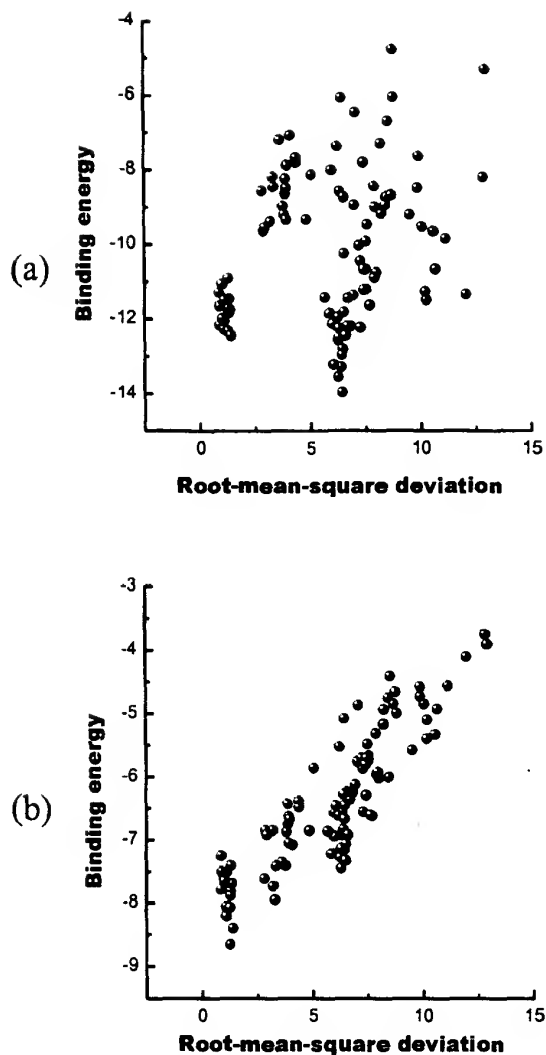 (a)
Binding energy
-4
-6
-8
-10
-12
-14
0 5 10 15
Root-mean-square deviation
(b)
Binding energy
-3
-4
-5
-6
-7
-8
-9
0 5 10 15
Root-mean-square deviation